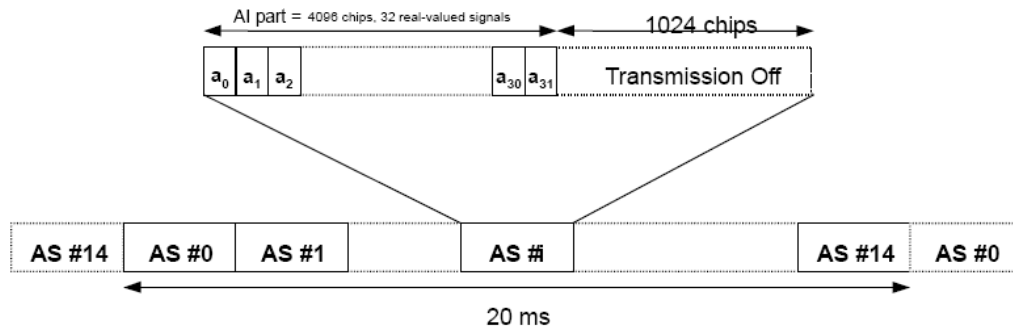 AI part = 4096 chips, 32 real-valued signals
1024 chips
a0 a1 a2 a30 a31 Transmission Off
AS #14 AS #0 AS #1 AS #i AS #14 AS #0
20 ms